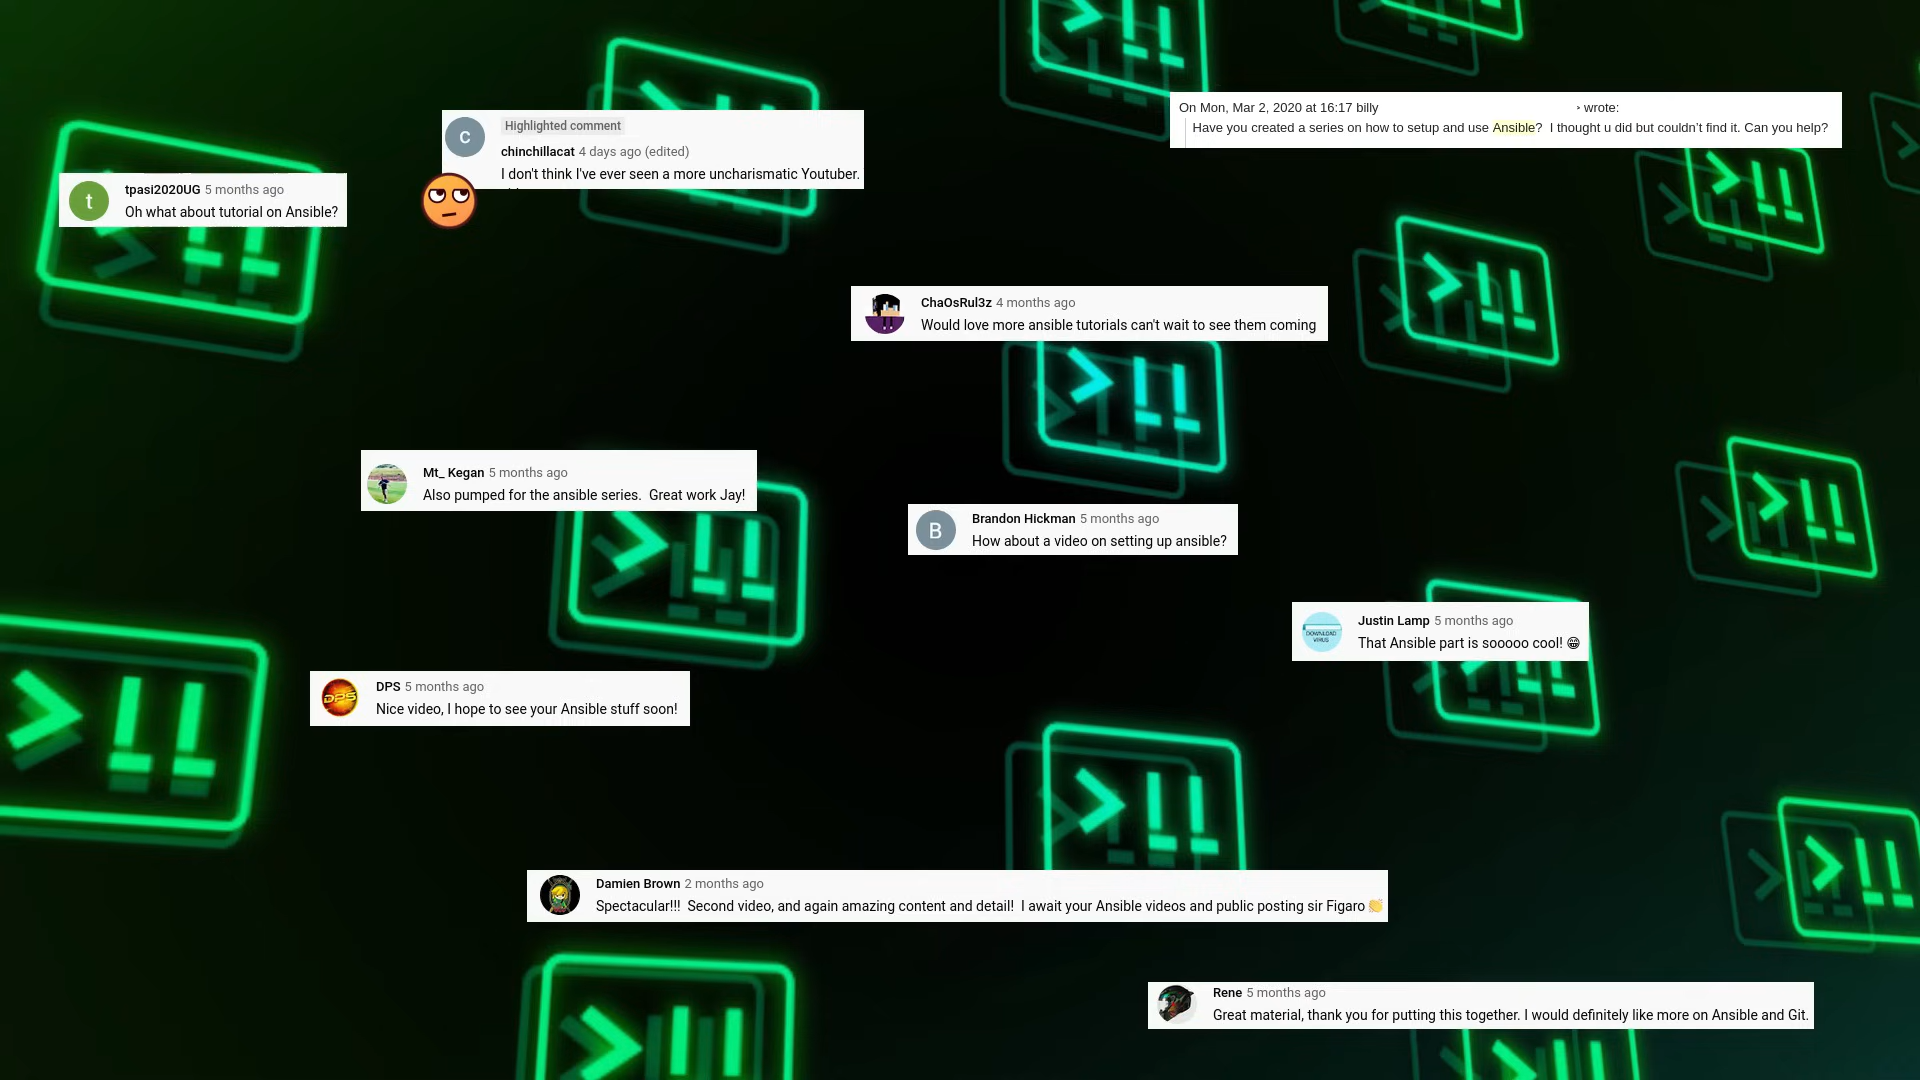 On Mon, Mar 2, 2020 at 16:17 billy › wrote:
Have you created a series on how to setup and use Ansible?  I thought u did but couldn't find it. Can you help?
C
Highlighted comment
chinchillacat 4 days ago (edited)
I don't think I've ever seen a more uncharismatic Youtuber.
t
tpasi2020UG 5 months ago
Oh what about tutorial on Ansible?
ChaOsRul3z 4 months ago
Would love more ansible tutorials can't wait to see them coming
Mt_ Kegan 5 months ago
Also pumped for the ansible series.  Great work Jay!
B
Brandon Hickman 5 months ago
How about a video on setting up ansible?
DOWNLOAD
VIRUS
Justin Lamp 5 months ago
That Ansible part is sooooo cool! 😁
DPS
DPS 5 months ago
Nice video, I hope to see your Ansible stuff soon!
Damien Brown 2 months ago
Spectacular!!!  Second video, and again amazing content and detail!  I await your Ansible videos and public posting sir Figaro 👏
Rene 5 months ago
Great material, thank you for putting this together. I would definitely like more on Ansible and Git.